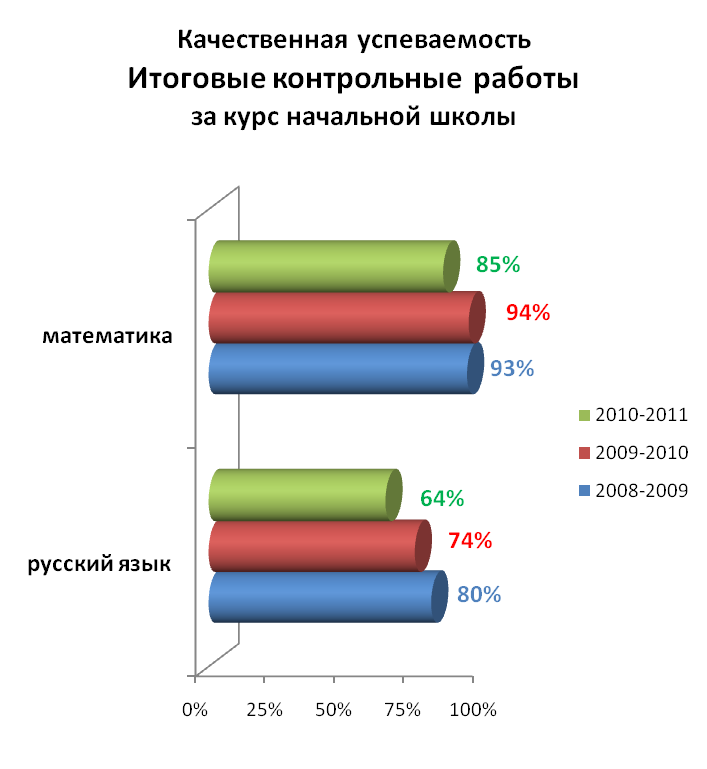 Качественная успеваемость
Итоговые контрольные работы
за курс начальной школы
85%
94%
математика
93%
2010-2011
2009-2010
2008-2009
64%
74%
русский язык
80%
0% 25% 50% 75% 100%